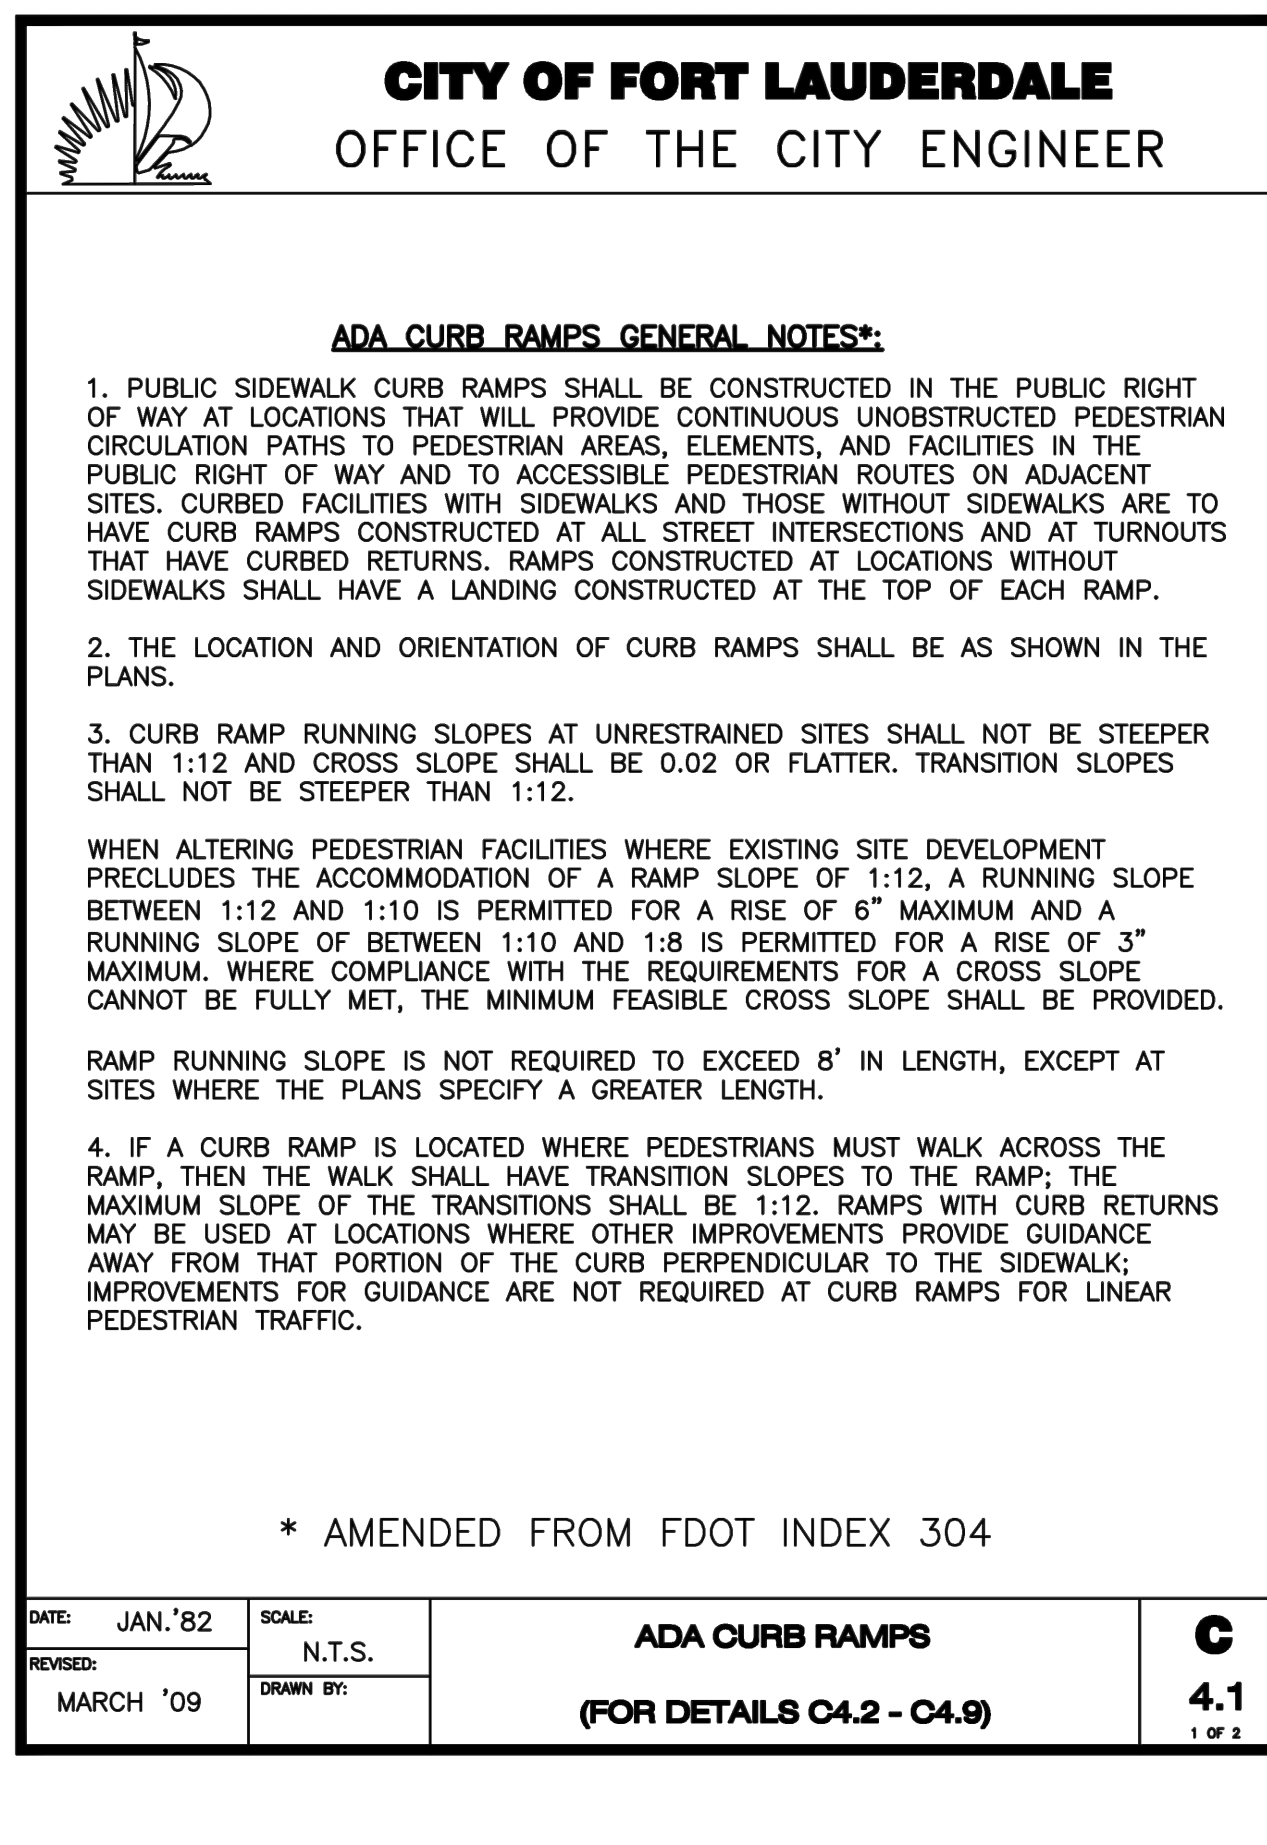 CITY OF FORT LAUDERDALE
OFFICE OF THE CITY ENGINEER
ADA CURB RAMPS GENERAL NOTES*:
1. PUBLIC SIDEWALK CURB RAMPS SHALL BE CONSTRUCTED IN THE PUBLIC RIGHT
OF WAY AT LOCATIONS THAT WILL PROVIDE CONTINUOUS UNOBSTRUCTED PEDESTRIAN
CIRCULATION PATHS TO PEDESTRIAN AREAS, ELEMENTS, AND FACILITIES IN THE
PUBLIC RIGHT OF WAY AND TO ACCESSIBLE PEDESTRIAN ROUTES ON ADJACENT
SITES. CURBED FACILITIES WITH SIDEWALKS AND THOSE WITHOUT SIDEWALKS ARE TO
HAVE CURB RAMPS CONSTRUCTED AT ALL STREET INTERSECTIONS AND AT TURNOUTS
THAT HAVE CURBED RETURNS. RAMPS CONSTRUCTED AT LOCATIONS WITHOUT
SIDEWALKS SHALL HAVE A LANDING CONSTRUCTED AT THE TOP OF EACH RAMP.
2. THE LOCATION AND ORIENTATION OF CURB RAMPS SHALL BE AS SHOWN IN THE
PLANS.
3. CURB RAMP RUNNING SLOPES AT UNRESTRAINED SITES SHALL NOT BE STEEPER
THAN 1:12 AND CROSS SLOPE SHALL BE 0.02 OR FLATTER. TRANSITION SLOPES
SHALL NOT BE STEEPER THAN 1:12.
WHEN ALTERING PEDESTRIAN FACILITIES WHERE EXISTING SITE DEVELOPMENT
PRECLUDES THE ACCOMMODATION OF A RAMP SLOPE OF 1:12, A RUNNING SLOPE
BETWEEN 1:12 AND 1:10 IS PERMITTED FOR A RISE OF 6" MAXIMUM AND A
RUNNING SLOPE OF BETWEEN 1:10 AND 1:8 IS PERMITTED FOR A RISE OF 3"
MAXIMUM. WHERE COMPLIANCE WITH THE REQUIREMENTS FOR A CROSS SLOPE
CANNOT BE FULLY MET, THE MINIMUM FEASIBLE CROSS SLOPE SHALL BE PROVIDED.
RAMP RUNNING SLOPE IS NOT REQUIRED TO EXCEED 8' IN LENGTH, EXCEPT AT
SITES WHERE THE PLANS SPECIFY A GREATER LENGTH.
4. IF A CURB RAMP IS LOCATED WHERE PEDESTRIANS MUST WALK ACROSS THE
RAMP, THEN THE WALK SHALL HAVE TRANSITION SLOPES TO THE RAMP; THE
MAXIMUM SLOPE OF THE TRANSITIONS SHALL BE 1:12. RAMPS WITH CURB RETURNS
MAY BE USED AT LOCATIONS WHERE OTHER IMPROVEMENTS PROVIDE GUIDANCE
AWAY FROM THAT PORTION OF THE CURB PERPENDICULAR TO THE SIDEWALK;
IMPROVEMENTS FOR GUIDANCE ARE NOT REQUIRED AT CURB RAMPS FOR LINEAR
PEDESTRIAN TRAFFIC.
* AMENDED FROM FDOT INDEX 304
DATE: JAN.'82
REVISED:
MARCH '09
SCALE:
N.T.S.
DRAWN BY:
ADA CURB RAMPS
(FOR DETAILS C4.2 - C4.9)
C
4.1
1 OF 2